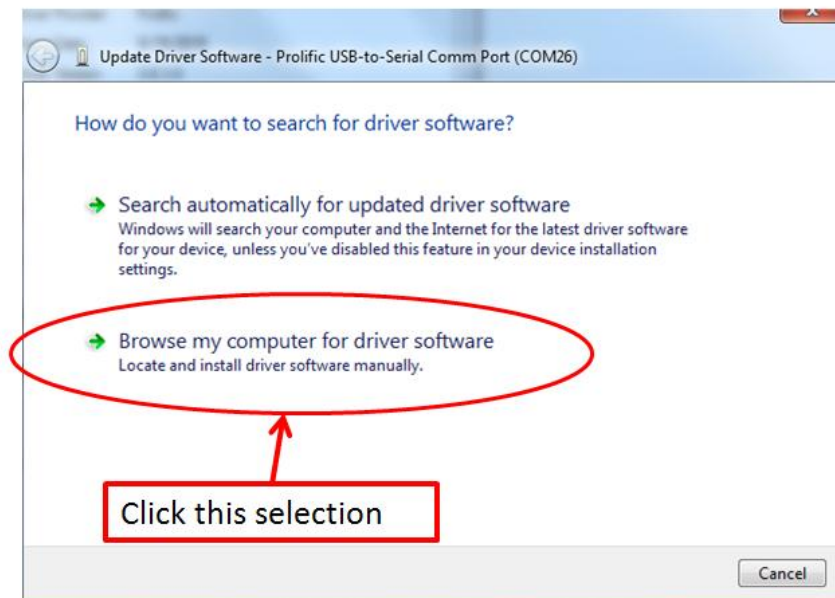 Update Driver Software - Prolific USB-to-Serial Comm Port (COM26)
How do you want to search for driver software?
Search automatically for updated driver software
Windows will search your computer and the Internet for the latest driver software
for your device, unless you've disabled this feature in your device installation
settings.
Browse my computer for driver software
Locate and install driver software manually.
Click this selection
Cancel